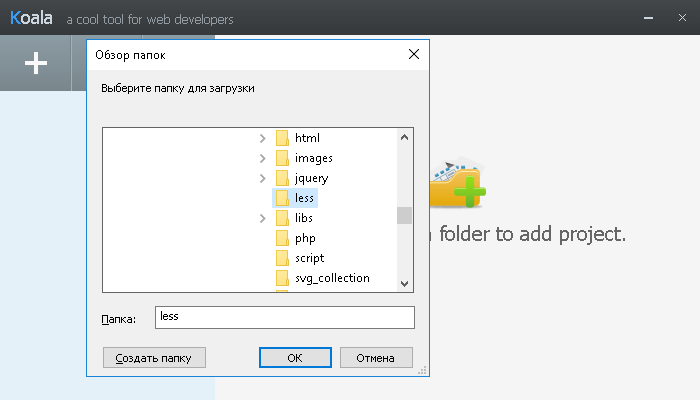 Koala a cool tool for web developers
Обзор папок
Выберите папку для загрузки
html
images
jquery
less
libs
php
script
svg_collection
folder to add project.
Папка: less
Создать папку ОК Отмена